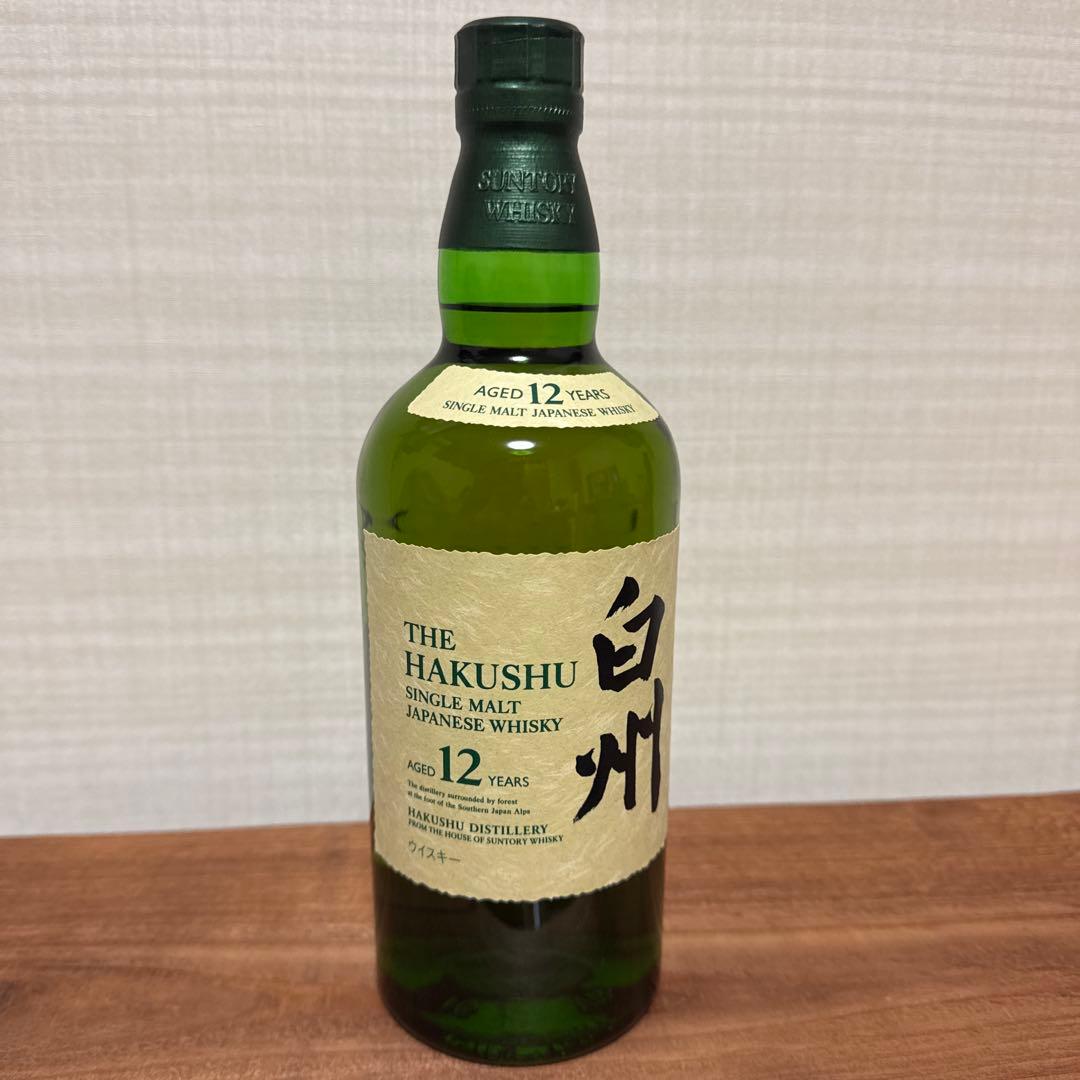 SUNTORY
WHISKY
AGED 12 YEARS
SINGLE MALT JAPANESE WHISKY
THE
HAKUSHU
SINGLE MALT
JAPANESE WHISKY
AGED 12 YEARS
The distillery surrounded by forest
at the foot of the Southern Japan Alps
HAKUSHU DISTILLERY
FROM THE HOUSE OF SUNTORY WHISKY
ウイスキー
白州